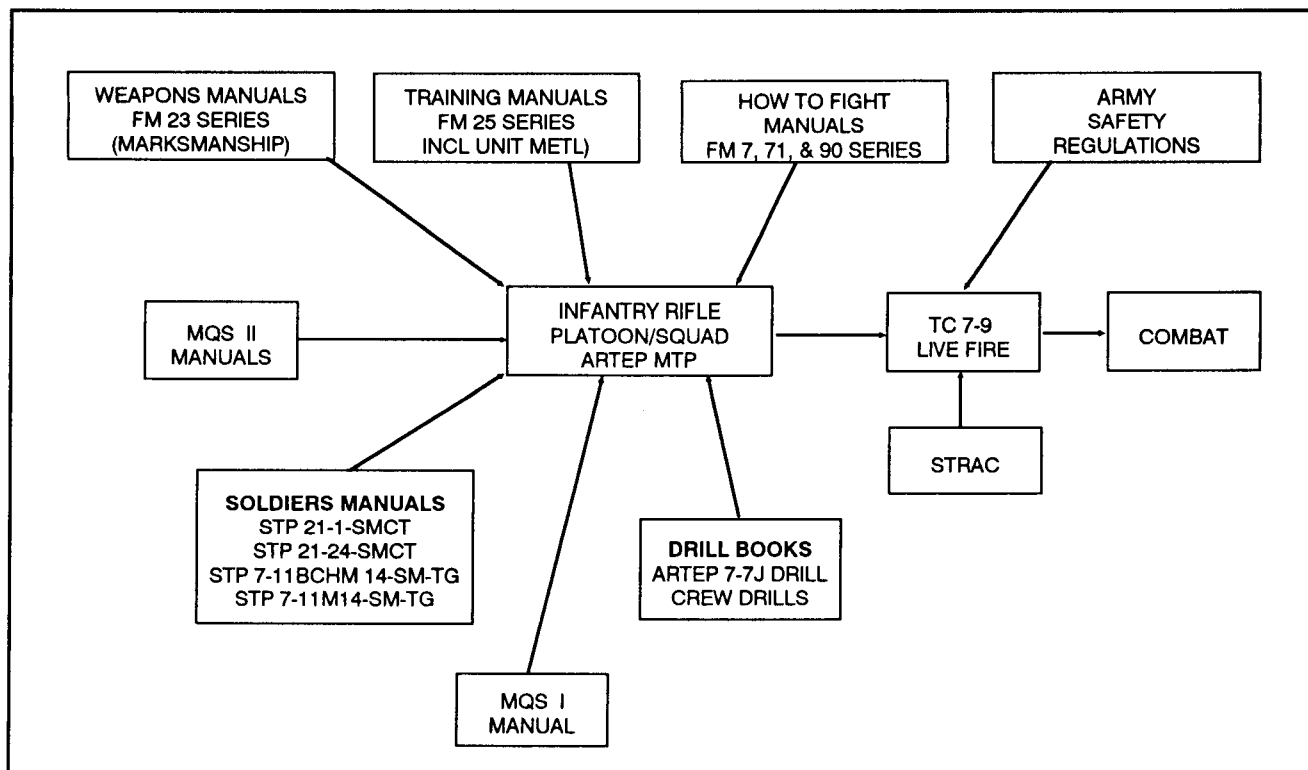 WEAPONS MANUALS
FM 23 SERIES
(MARKSMANSHIP)
TRAINING MANUALS
FM 25 SERIES
INCL UNIT METL)
HOW TO FIGHT
MANUALS
FM 7, 71, & 90 SERIES
ARMY
SAFETY
REGULATIONS
MQS II
MANUALS
INFANTRY RIFLE
PLATOON/SQUAD
ARTEP MTP
TC 7-9
LIVE FIRE
COMBAT
STRAC
SOLDIERS MANUALS
STP 21-1-SMCT
STP 21-24-SMCT
STP 7-11BCHM 14-SM-TG
STP 7-11M14-SM-TG
DRILL BOOKS
ARTEP 7-7J DRILL
CREW DRILLS
MQS I
MANUAL